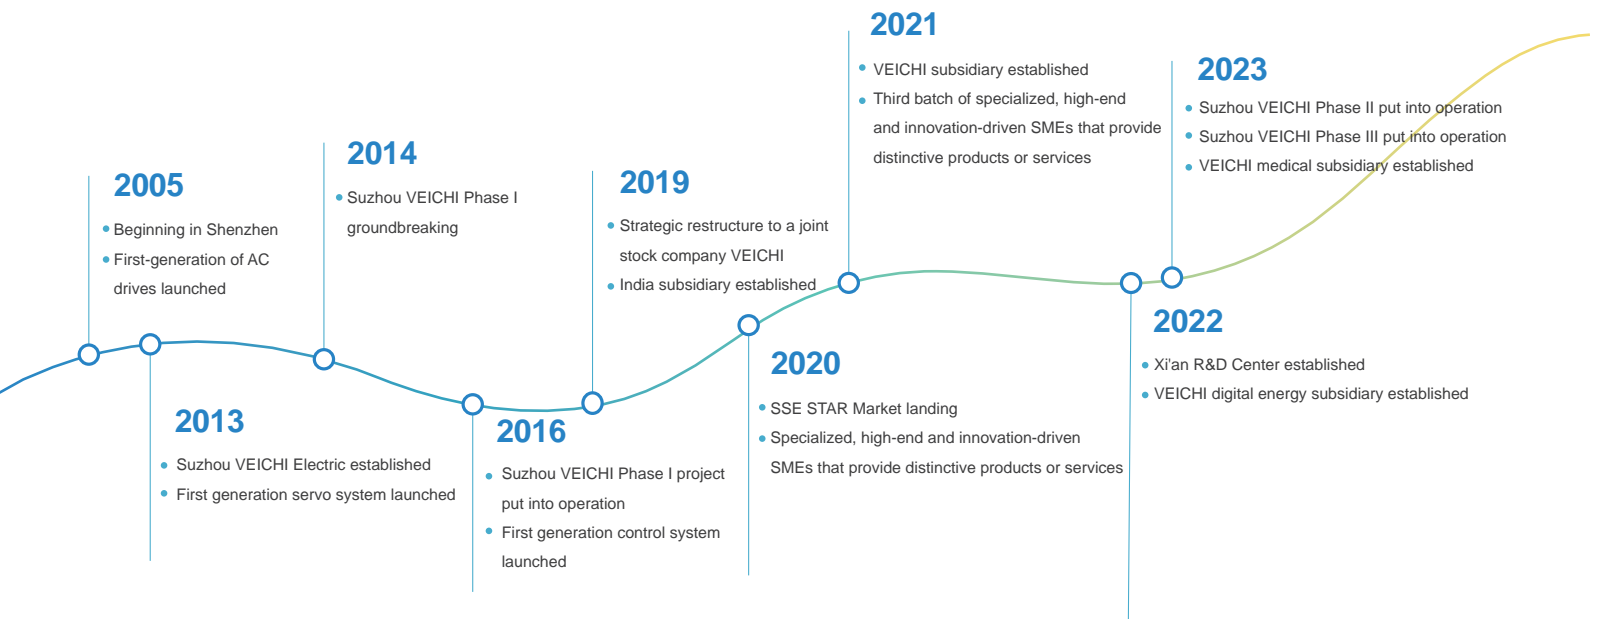 2005
Beginning in Shenzhen
First-generation of AC
drives launched
2013
Suzhou VEICHI Electric established
First generation servo system launched
2014
Suzhou VEICHI Phase I
groundbreaking
2016
Suzhou VEICHI Phase I project
put into operation
First generation control system
launched
2019
Strategic restructure to a joint
stock company VEICHI
India subsidiary established
2020
SSE STAR Market landing
Specialized, high-end and innovation-driven
SMEs that provide distinctive products or services
2021
VEICHI subsidiary established
Third batch of specialized, high-end
and innovation-driven SMEs that provide
distinctive products or services
2022
Xi'an R&D Center established
VEICHI digital energy subsidiary established
2023
Suzhou VEICHI Phase II put into operation
Suzhou VEICHI Phase III put into operation
VEICHI medical subsidiary established